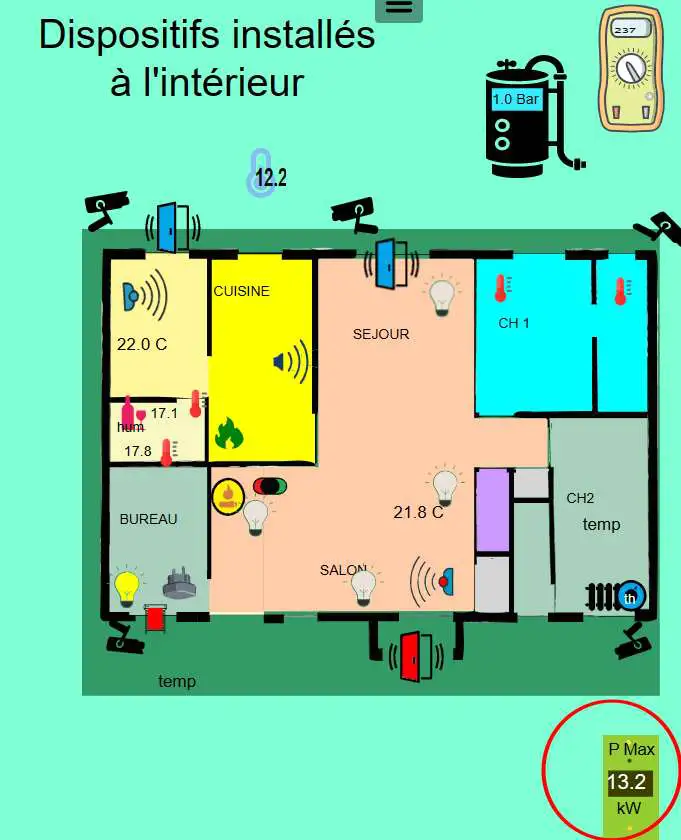 Dispositifs installés
à l'intérieur
237
1.0 Bar
12.2
CUISINE
SEJOUR
CH 1
22.0 C
17.1
hum
17.8
CH2
temp
21.8 C
BUREAU
SALON
th
temp
P Max
13.2
kW